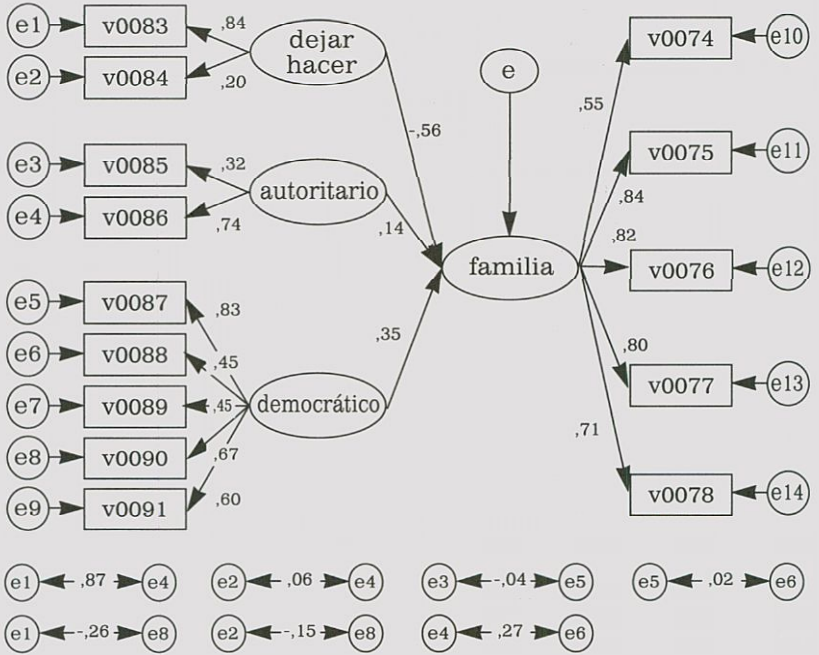 e1 v0083 ,84 dejar hacer
e2 v0084 ,20
e v0074 e10
,55
-,56
e3 v0085 ,32 autoritario
e4 v0086 ,74
,14
v0075 e11
,84
familia
,82 v0076 e12
e5 v0087 ,83
e6 v0088 ,45
e7 v0089 ,45 democrático
e8 v0090 ,67
e9 v0091 ,60
,35
,80 v0077 e13
,71 v0078 e14
e1 ,87 e4 e2 ,06 e4 e3 -,04 e5 e5 ,02 e6
e1 -,26 e8 e2 -,15 e8 e4 ,27 e6